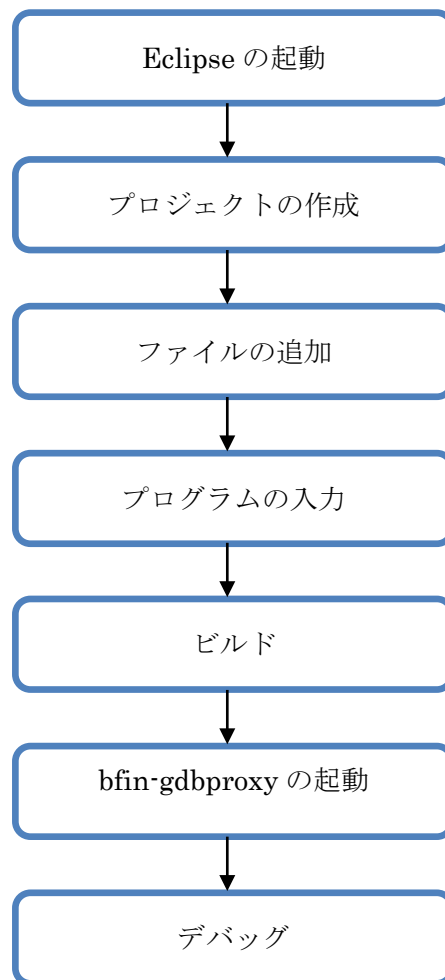 Eclipse の起動
プロジェクトの作成
ファイルの追加
プログラムの入力
ビルド
bfin-gdbproxy の起動
デバッグ